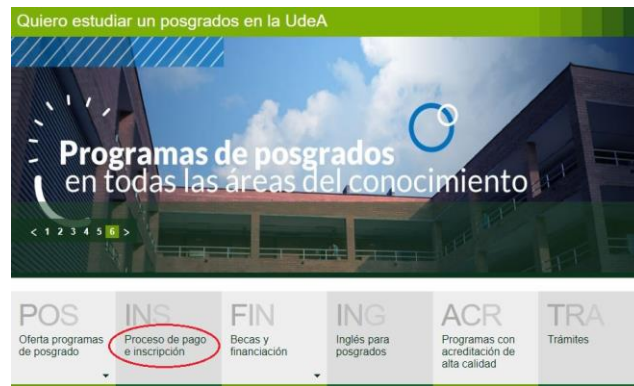 Quiero estudiar un posgrados en la UdeA
Programas de posgrados
en todas las áreas del conocimiento
< 1 2 3 4 5 6 >
POS INS FIN ING ACR TRA
Oferta programas
de posgrado
Proceso de pago
e inscripción
Becas y
financiación
Inglés para
posgrados
Programas con
acreditación de
alta calidad
Trámites